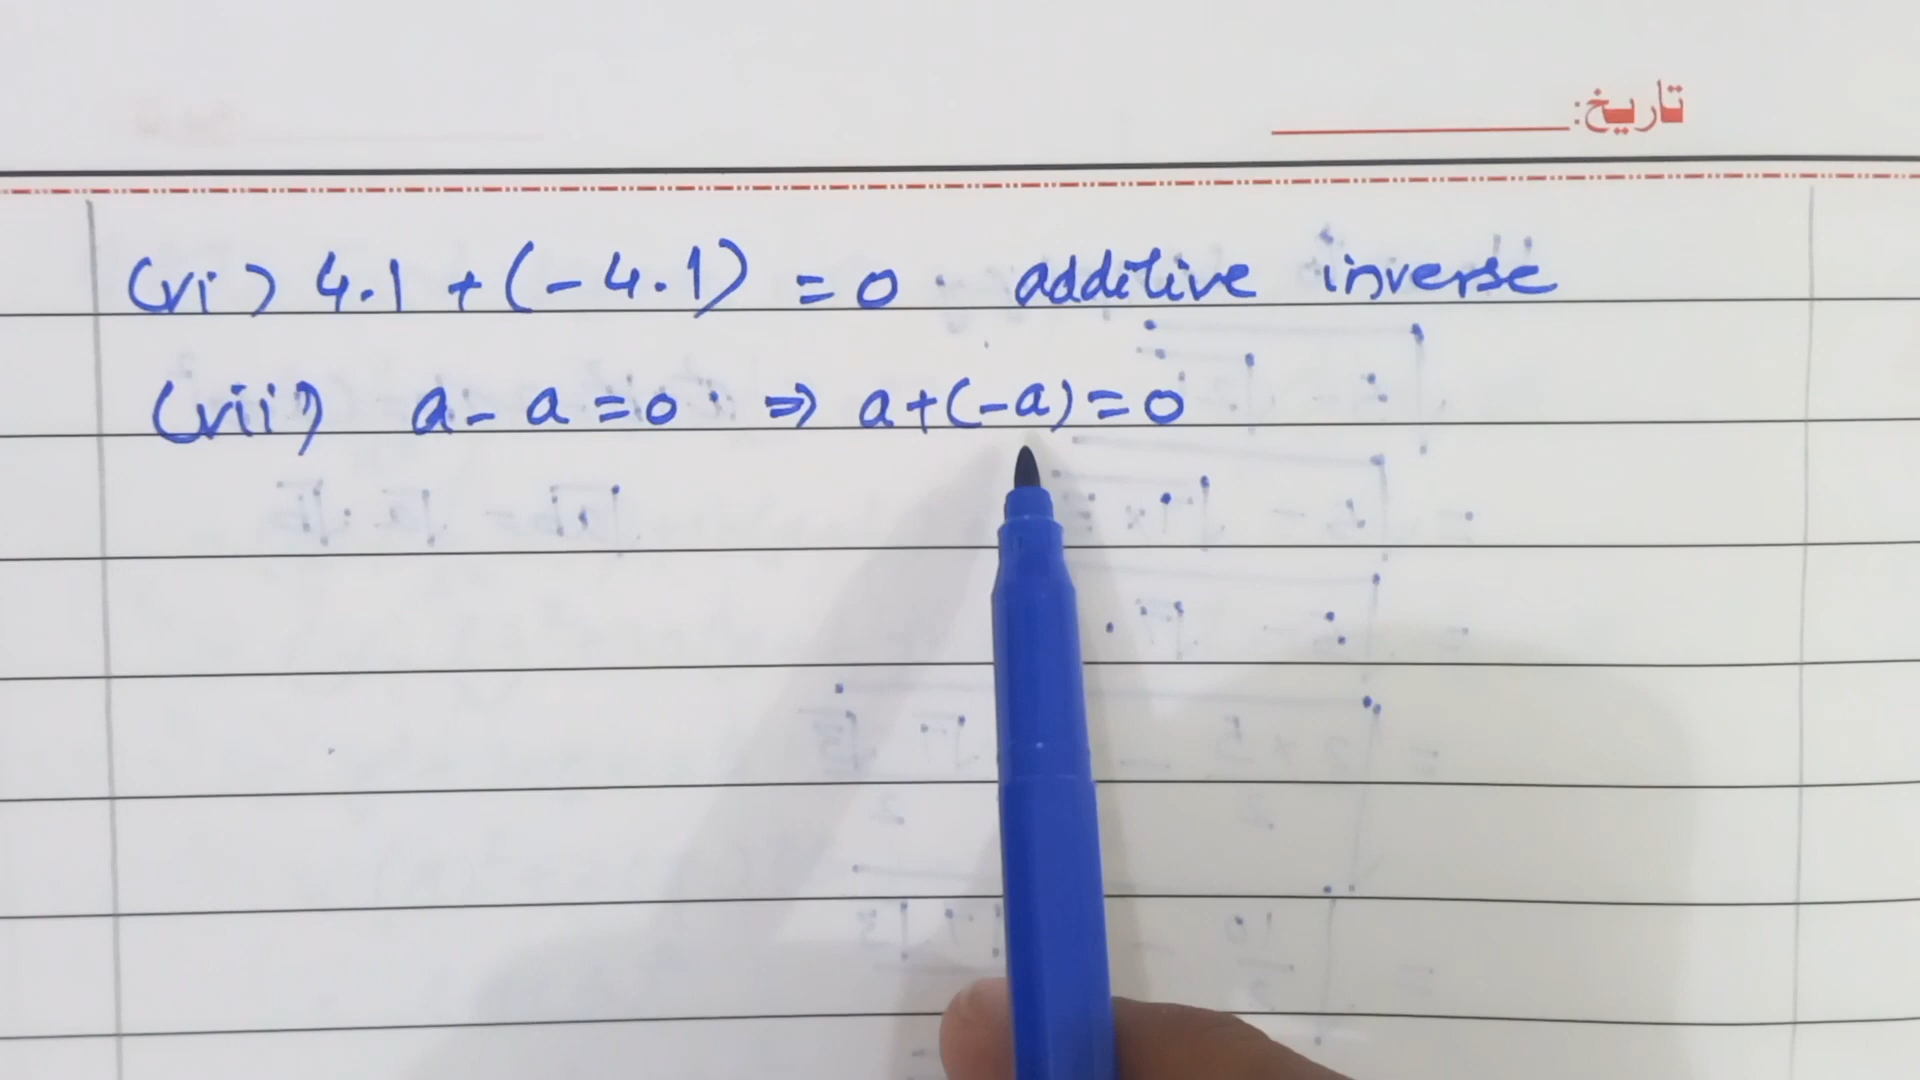 تاریخ:
(vi) 4.1 + (-4.1) = 0 additive inverse
(vii) a - a = 0 ⇒ a+(-a) = 0